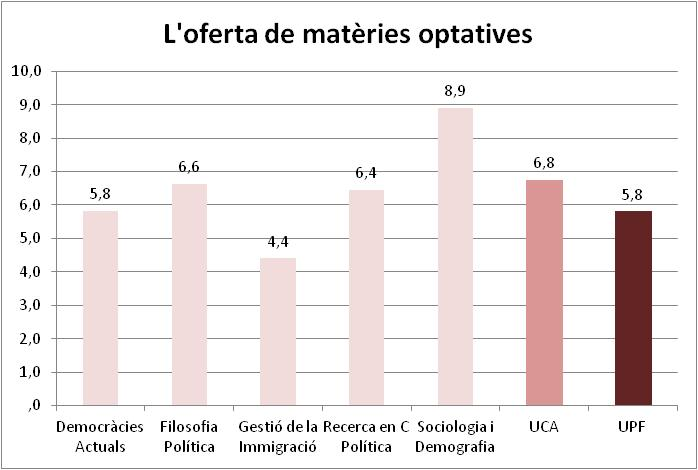 L'oferta de matèries optatives
10,0
9,0
8,0
7,0
6,0
5,0
4,0
3,0
2,0
1,0
,0
5,8
6,6
4,4
6,4
8,9
6,8
5,8
Democràcies Actuals
Filosofia Política
Gestió de la Immigració
Recerca en C Política
Sociologia i Demografia
UCA
UPF